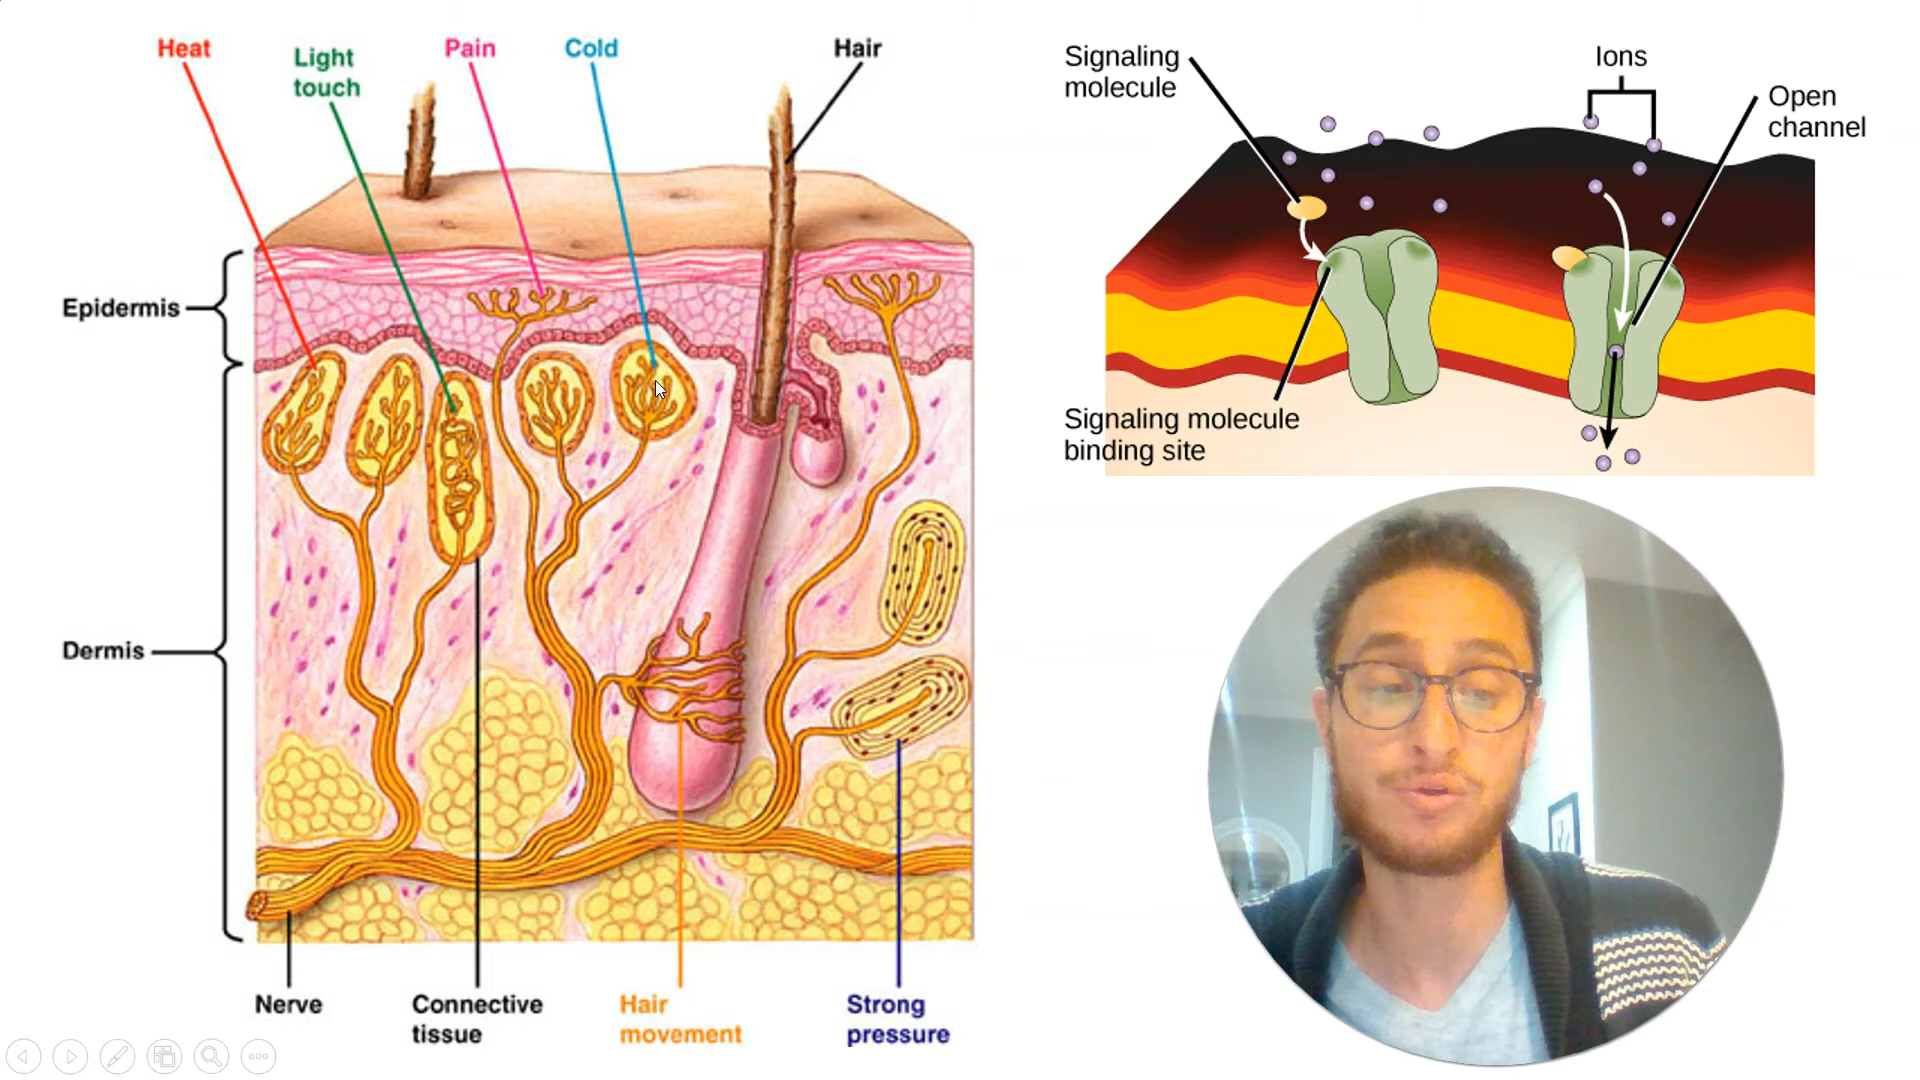 Heat
Light
touch
Pain
Cold
Hair
Epidermis
Dermis
Nerve
Connective
tissue
Hair
movement
Strong
pressure
Signaling
molecule
Ions
Open
channel
Signaling molecule
binding site